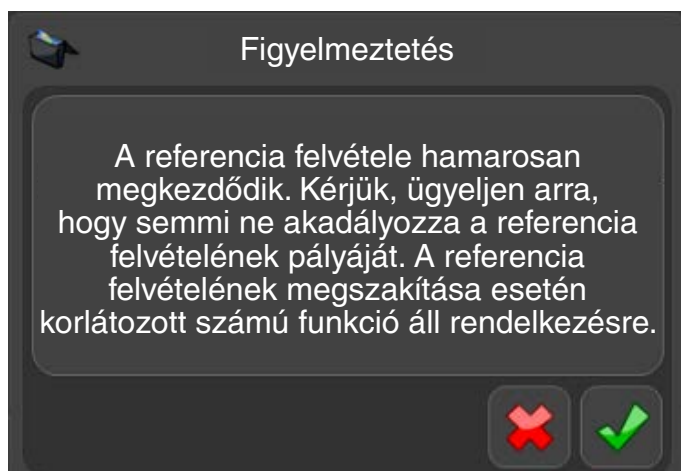 Figyelmeztetés
A referencia felvétele hamarosan
megkezdődik. Kérjük, ügyeljen arra,
hogy semmi ne akadályozza a referencia
felvételének pályáját. A referencia
felvételének megszakítása esetén
korlátozott számú funkció áll rendelkezésre.